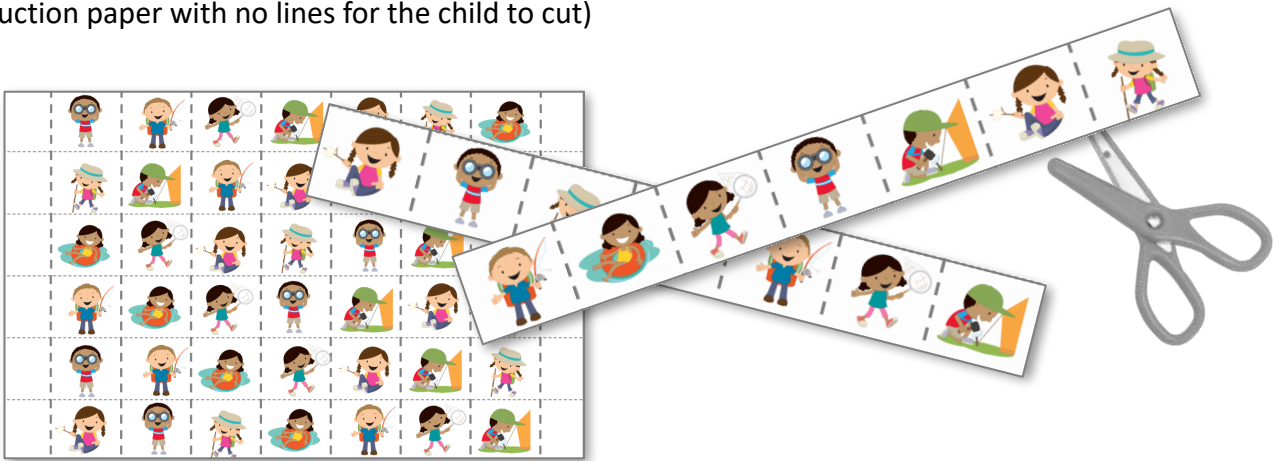 uction paper with no lines for the child to cut)